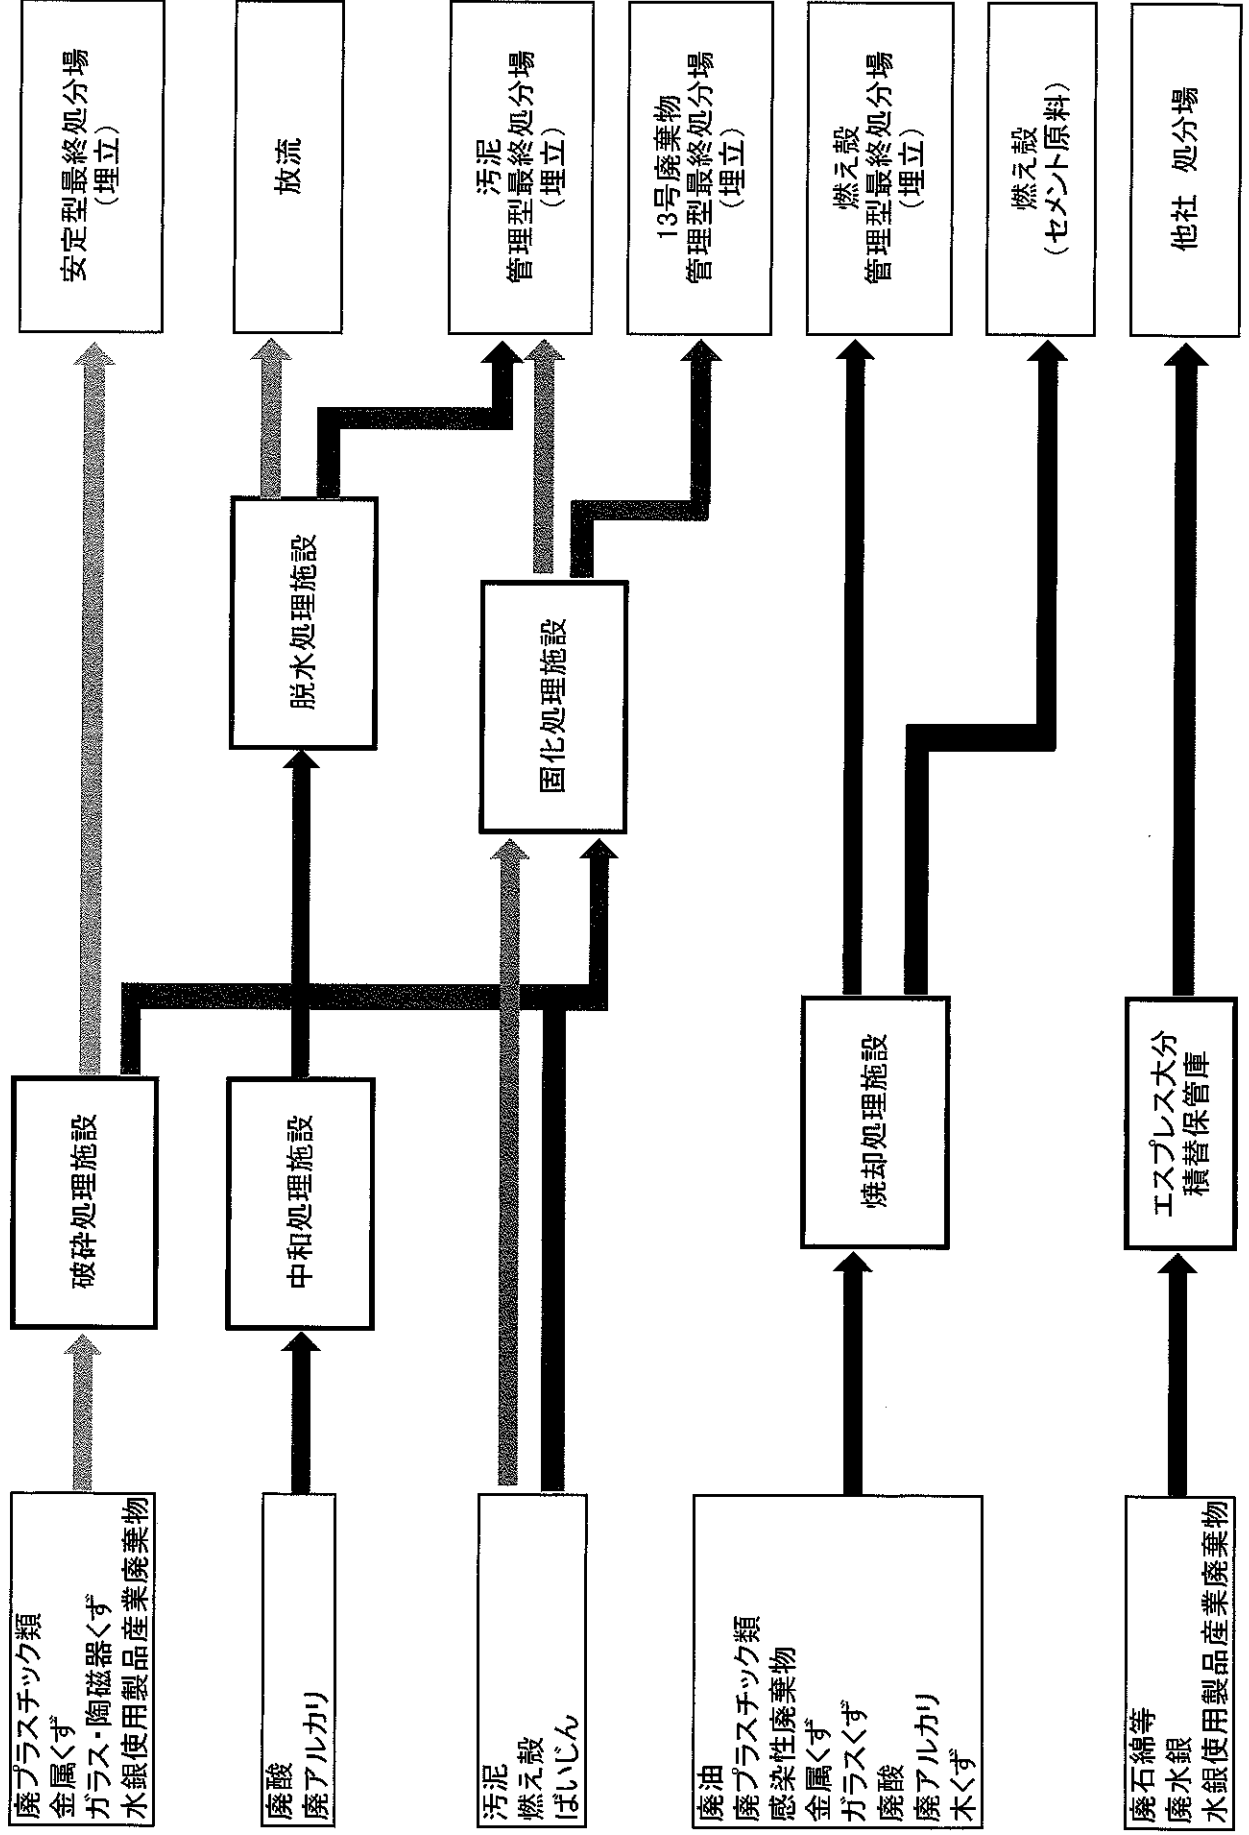 廃プラスチック類
金属くず
ガラス・陶磁器くず
水銀使用製品産業廃棄物
破砕処理施設
安定型最終処分場
（埋立）
廃酸
廃アルカリ
中和処理施設
脱水処理施設
放流
汚泥
燃え殻
ばいじん
固化処理施設
汚泥
管理型最終処分場
（埋立）
13号廃棄物
管理型最終処分場
（埋立）
廃油
廃プラスチック類
感染性廃棄物
金属くず
ガラスくず
廃酸
廃アルカリ
木くず
焼却処理施設
燃え殻
管理型最終処分場
（埋立）
燃え殻
（セメント原料）
廃石綿等
廃水銀
水銀使用製品産業廃棄物
エスプレス大分
積替保管庫
他社 処分場